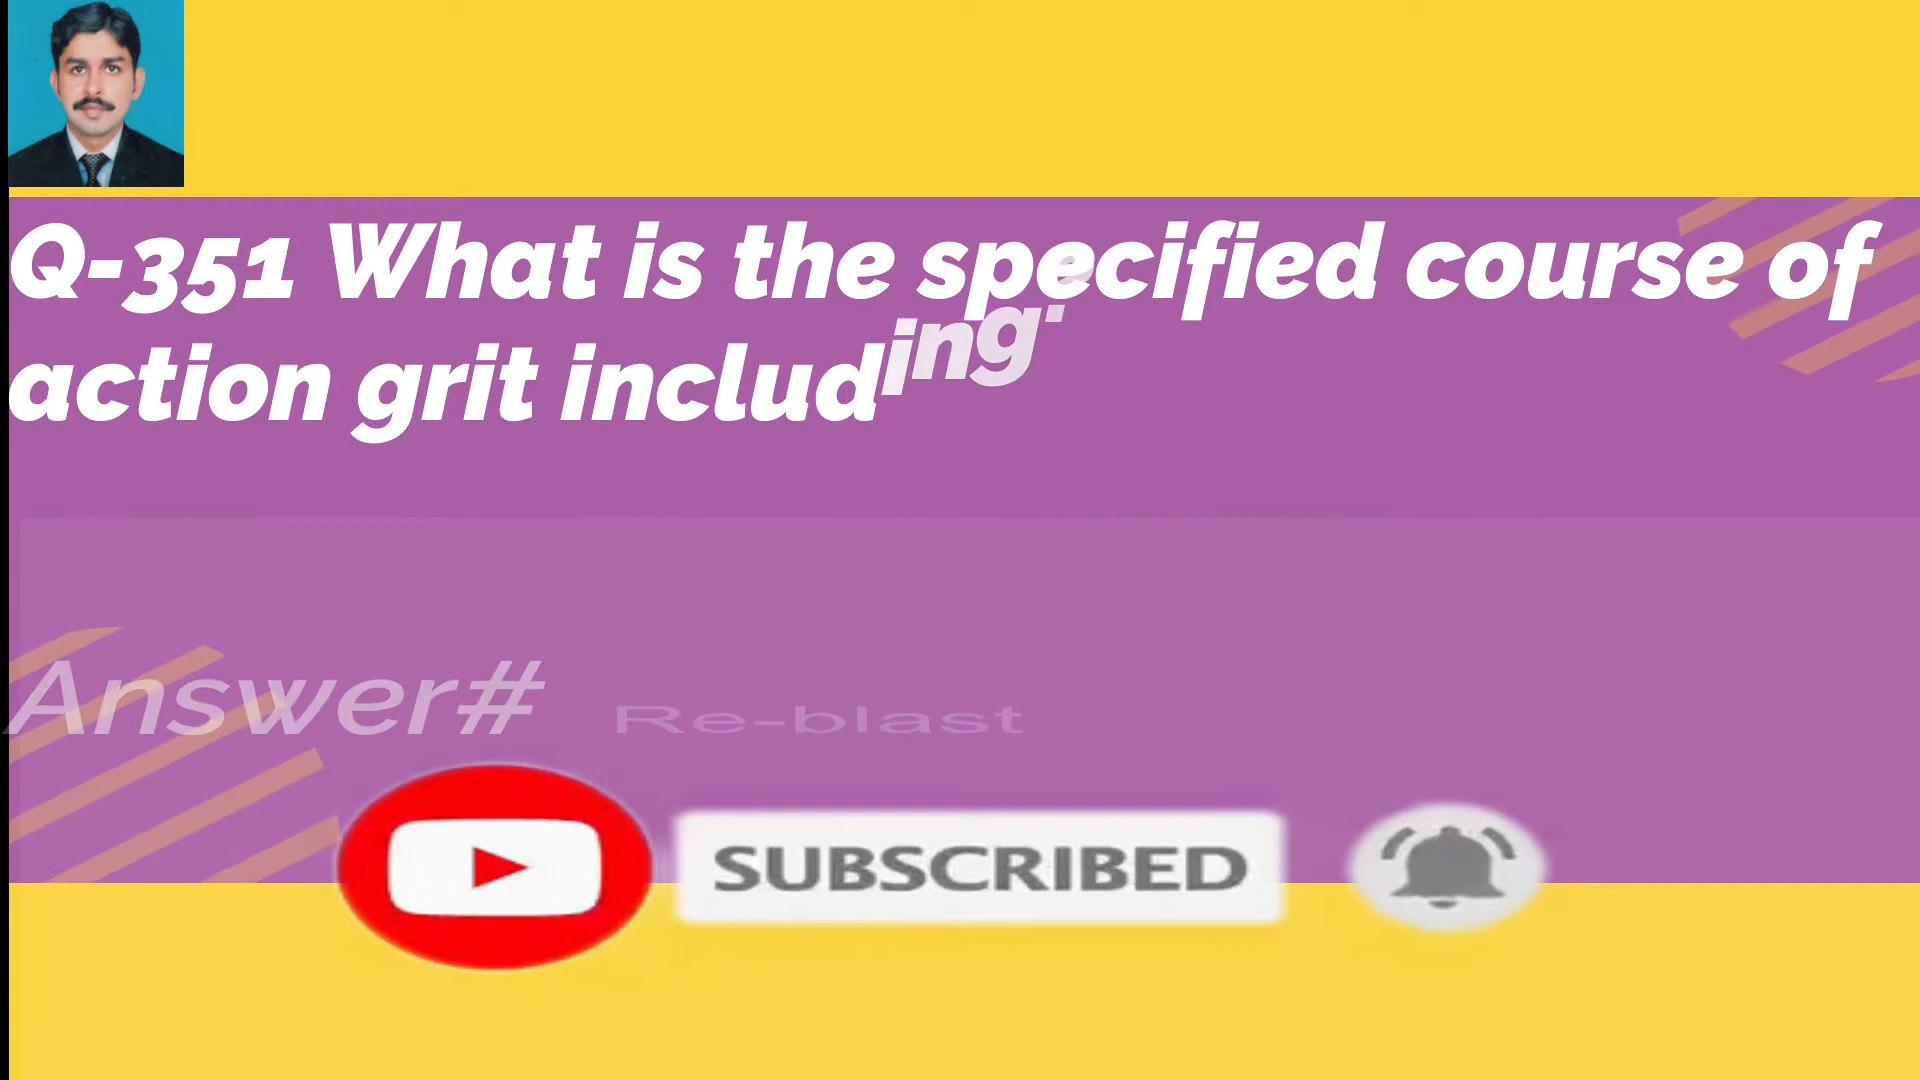 Q-351 What is the specified course of
action grit including
Answer# Re-blast
SUBSCRIBED